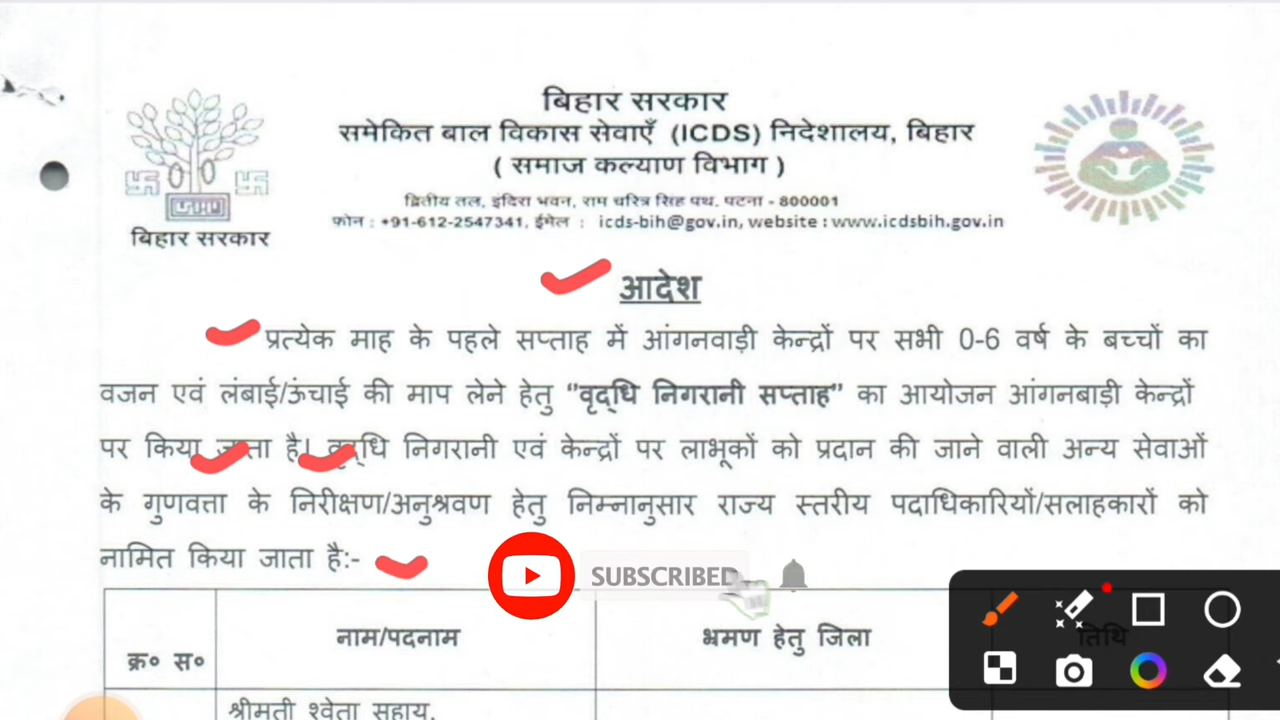 बिहार सरकार
समेकित बाल विकास सेवाएँ (ICDS) निदेशालय, बिहार
( समाज कल्याण विभाग )
द्वितीय तल, इंदिरा भवन, राम चरित्र सिंह पथ, पटना - 800001
फोन : +91-612-2547341, ईमेल : icds-bih@gov.in, website : www.icdsbih.gov.in
बिहार सरकार
आदेश
प्रत्येक माह के पहले सप्ताह में आंगनवाड़ी केन्द्रों पर सभी 0-6 वर्ष के बच्चों का
वजन एवं लंबाई/ऊंचाई की माप लेने हेतु "वृद्धि निगरानी सप्ताह" का आयोजन आंगनबाड़ी केन्द्रों
पर किया जाता है। वृद्धि निगरानी एवं केन्द्रों पर लाभूकों को प्रदान की जाने वाली अन्य सेवाओं
के गुणवत्ता के निरीक्षण/अनुश्रवण हेतु निम्नानुसार राज्य स्तरीय पदाधिकारियों/सलाहकारों को
नामित किया जाता है:-
SUBSCRIBED
क्र० स० नाम/पदनाम भ्रमण हेतु जिला तिथि
श्रीमती श्वेता सहाय,